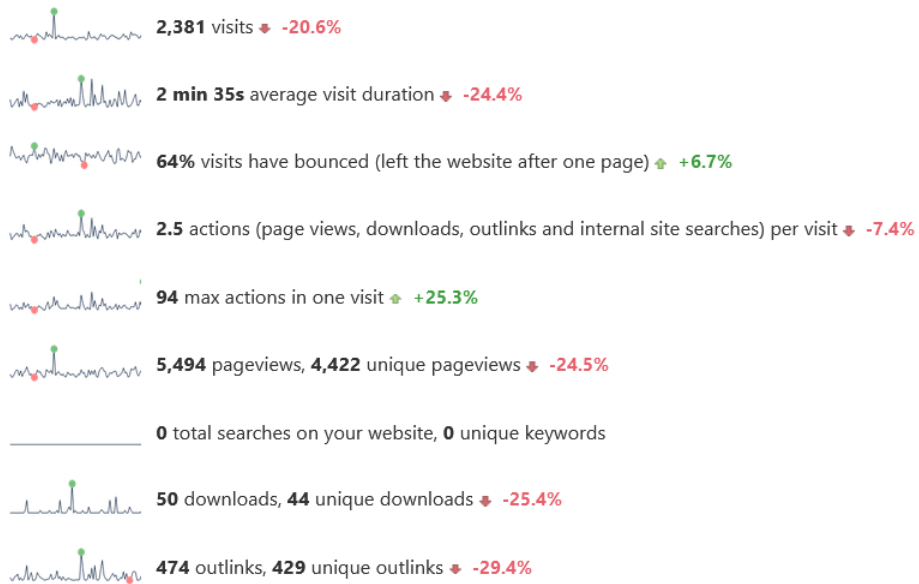 2,381 visits -20.6%
2 min 35s average visit duration -24.4%
64% visits have bounced (left the website after one page) +6.7%
2.5 actions (page views, downloads, outlinks and internal site searches) per visit -7.4%
94 max actions in one visit +25.3%
5,494 pageviews, 4,422 unique pageviews -24.5%
0 total searches on your website, 0 unique keywords
50 downloads, 44 unique downloads -25.4%
474 outlinks, 429 unique outlinks -29.4%